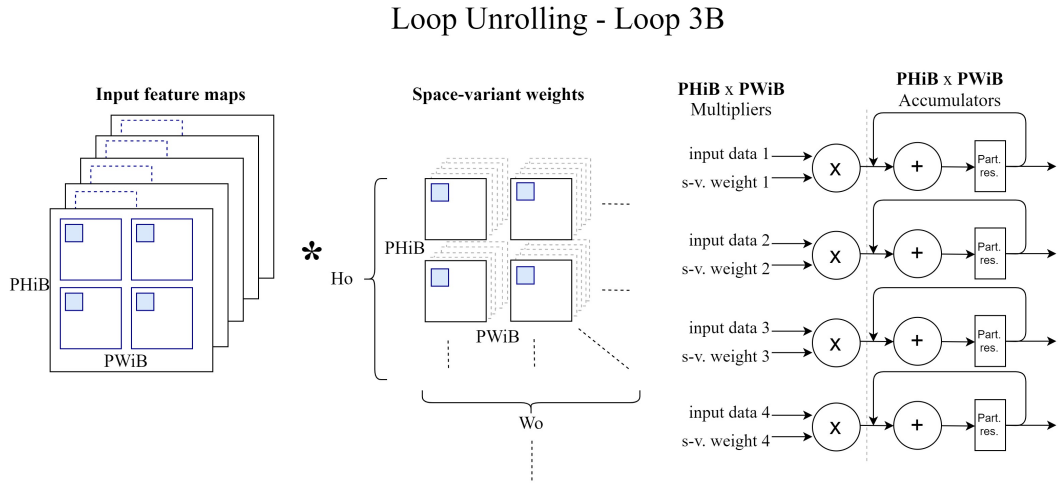 Loop Unrolling - Loop 3B
Input feature maps
PHiB
PWiB
*
Space-variant weights
Ho
PHiB
PWiB
Wo
PHiB x PWiB
Multipliers
PHiB x PWiB
Accumulators
input data 1
s-v. weight 1
x
+
Part.
res.
input data 2
s-v. weight 2
x
+
Part.
res.
input data 3
s-v. weight 3
x
+
Part.
res.
input data 4
s-v. weight 4
x
+
Part.
res.